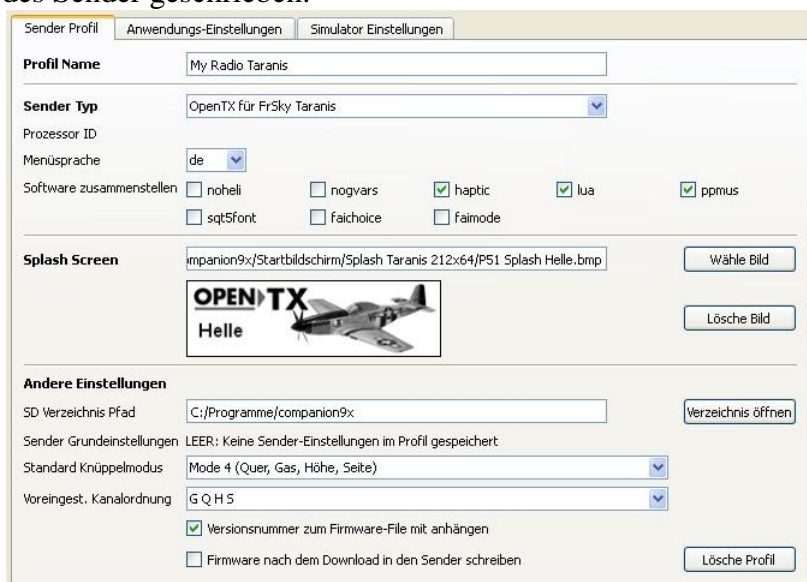 des Sender geschrieben.
Sender Profil Anwendungs-Einstellungen Simulator Einstellungen
Profil Name My Radio Taranis
Sender Typ OpenTX für FrSky Taranis
Prozessor ID
Menüsprache de
Software zusammenstellen noheli nogvars haptic lua ppmus
sqt5font faichoice faimode
Splash Screen ompanion9x/Startbildschirm/Splash Taranis 212x64/P51 Splash Helle.bmp Wähle Bild
OPEN TX
Helle
Lösche Bild
Andere Einstellungen
SD Verzeichnis Pfad C:/Programme/companion9x Verzeichnis öffnen
Sender Grundeinstellungen LEER: Keine Sender-Einstellungen im Profil gespeichert
Standard Knüppelmodus Mode 4 (Quer, Gas, Höhe, Seite)
Voreingest. Kanalordnung G Q H S
Versionsnummer zum Firmware-File mit anhängen
Firmware nach dem Download in den Sender schreiben Lösche Profil